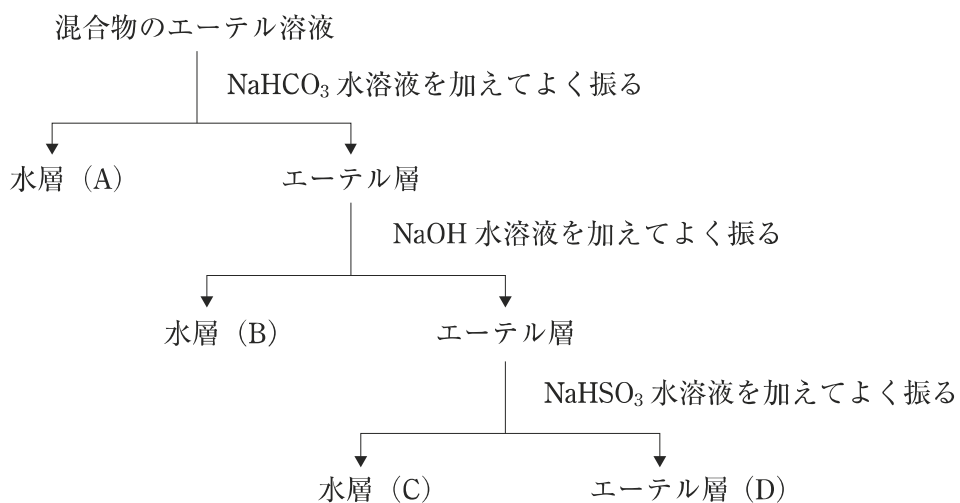 混合物のエーテル溶液
NaHCO₃ 水溶液を加えてよく振る
水層（A） エーテル層
NaOH 水溶液を加えてよく振る
水層（B） エーテル層
NaHSO₃ 水溶液を加えてよく振る
水層（C） エーテル層（D）